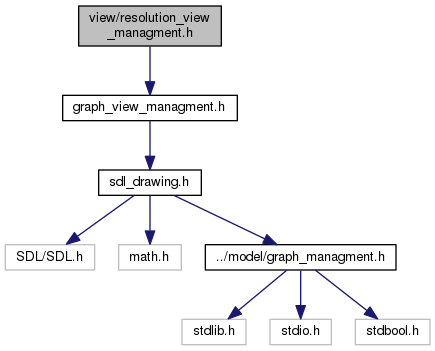 view/resolution_view
_managment.h
graph_view_managment.h
sdl_drawing.h
SDL/SDL.h
math.h
../model/graph_managment.h
stdlib.h
stdio.h
stdbool.h